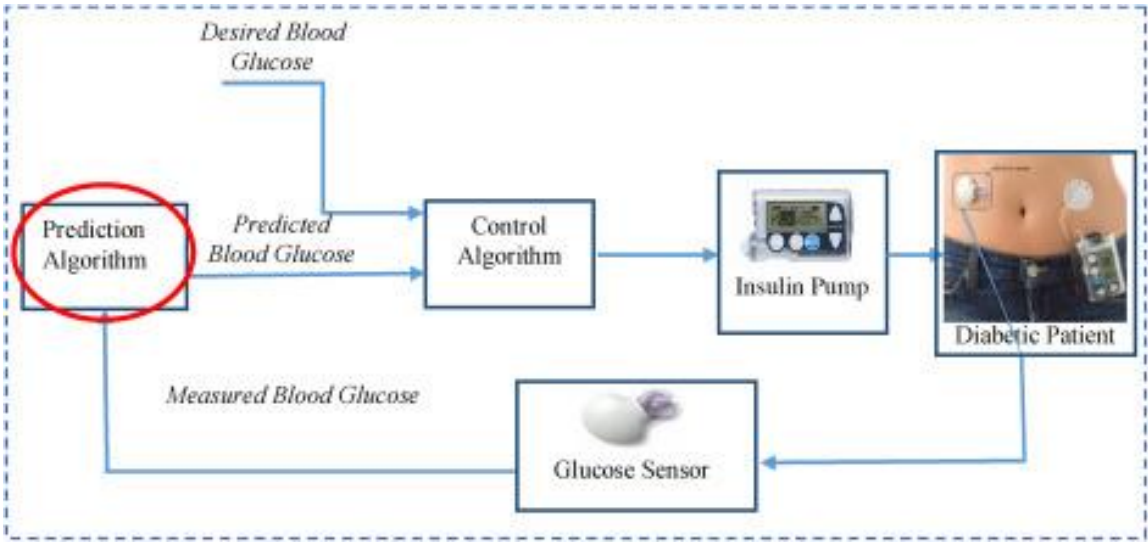 Desired Blood
Glucose
Prediction
Algorithm
Predicted
Blood Glucose
Control
Algorithm
Insulin Pump
Diabetic Patient
Measured Blood Glucose
Glucose Sensor